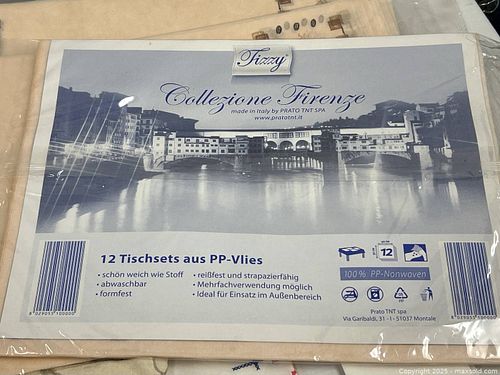 Fizzy
Collezione Firenze
made in Italy by PRATO TNT SPA
www.pratotnt.it
12 Tischsets aus PP-Vlies
• schön weich wie Stoff
• abwaschbar
• formfest
• reißfest und strapazierfähig
• Mehrfachverwendung möglich
• Ideal für Einsatz im Außenbereich
12
100 % PP-Nonwoven
PP
Prato TNT spa
Via Garibaldi, 31 - I - 51037 Montale
Copyright 2025 - maxsold.com